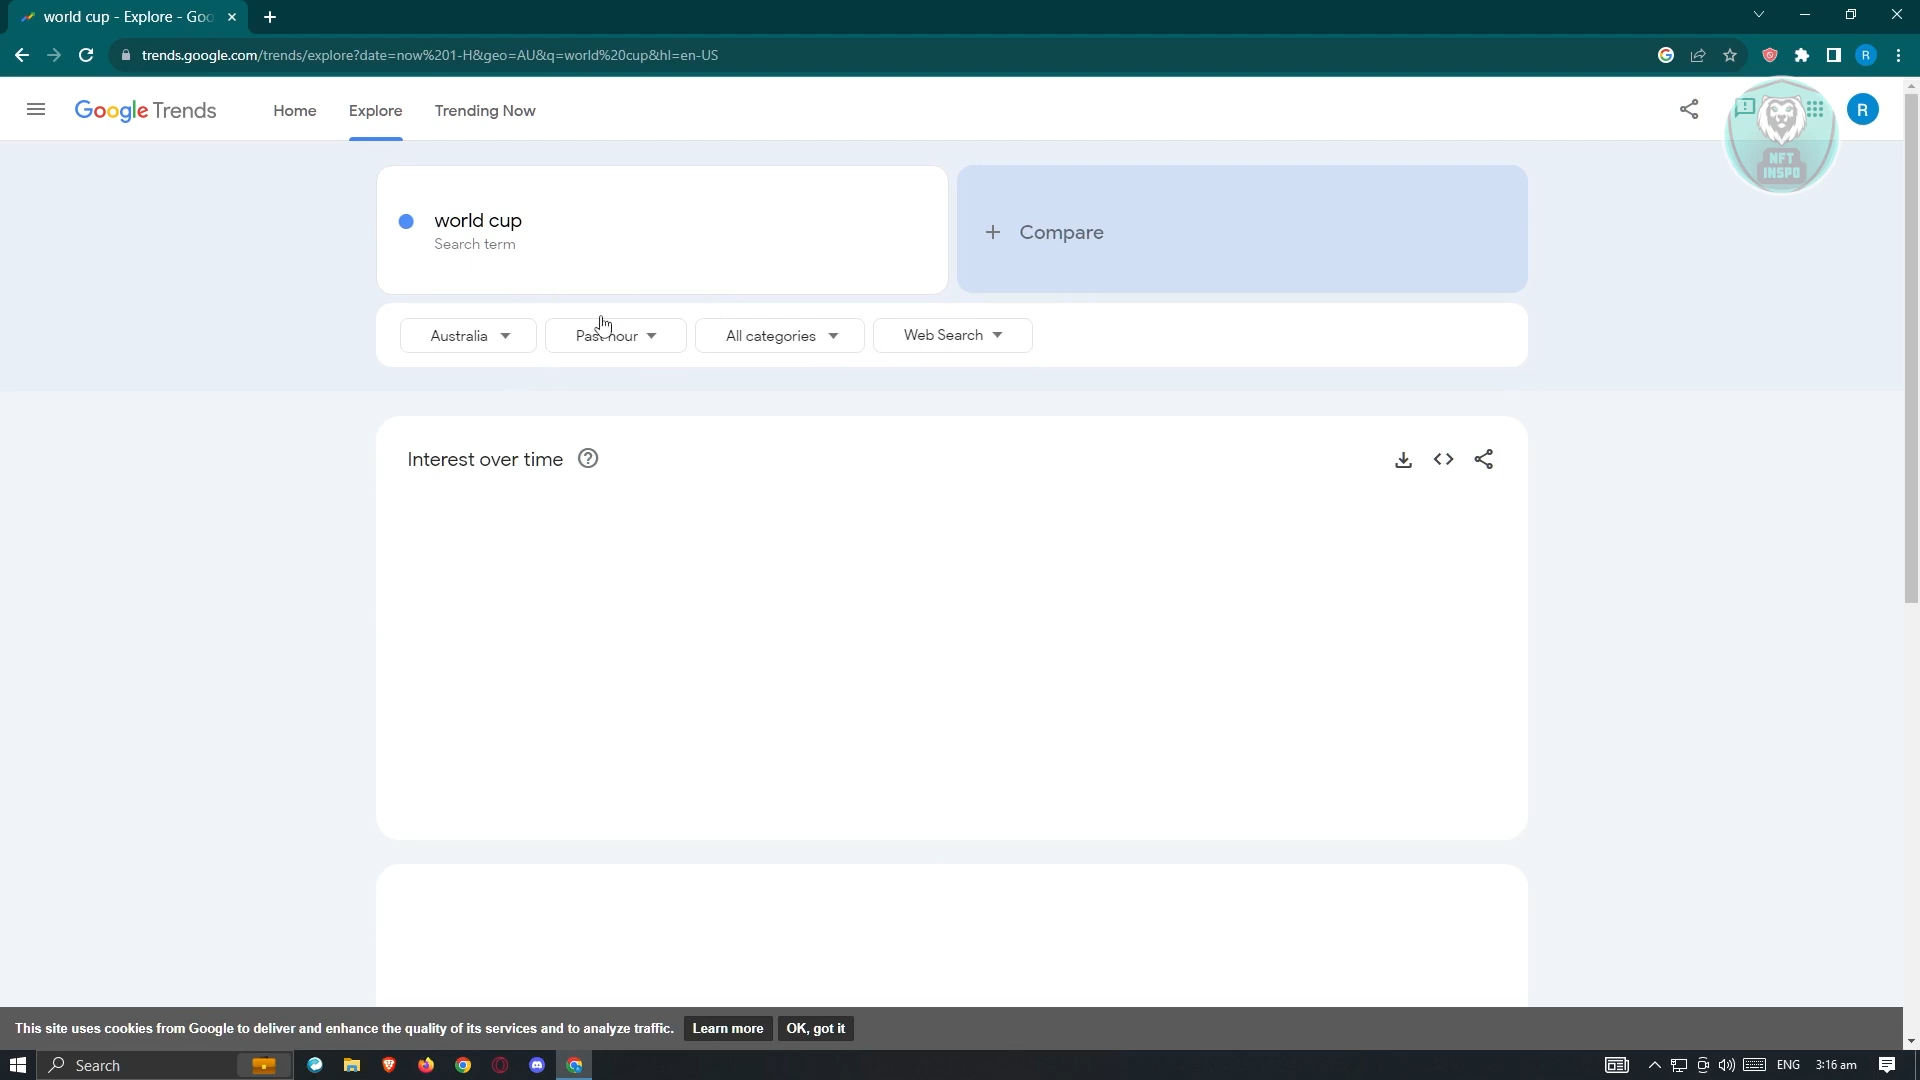 world cup - Explore - Goo
trends.google.com/trends/explore?date=now%201-H&geo=AU&q=world%20cup&hl=en-US
R
Google Trends
Home
Explore
Trending Now
R
NFT
INSPO
world cup
Search term
+ Compare
Australia
Past hour
All categories
Web Search
Interest over time
This site uses cookies from Google to deliver and enhance the quality of its services and to analyze traffic.
Learn more
OK, got it
Search
ENG
3:16 am